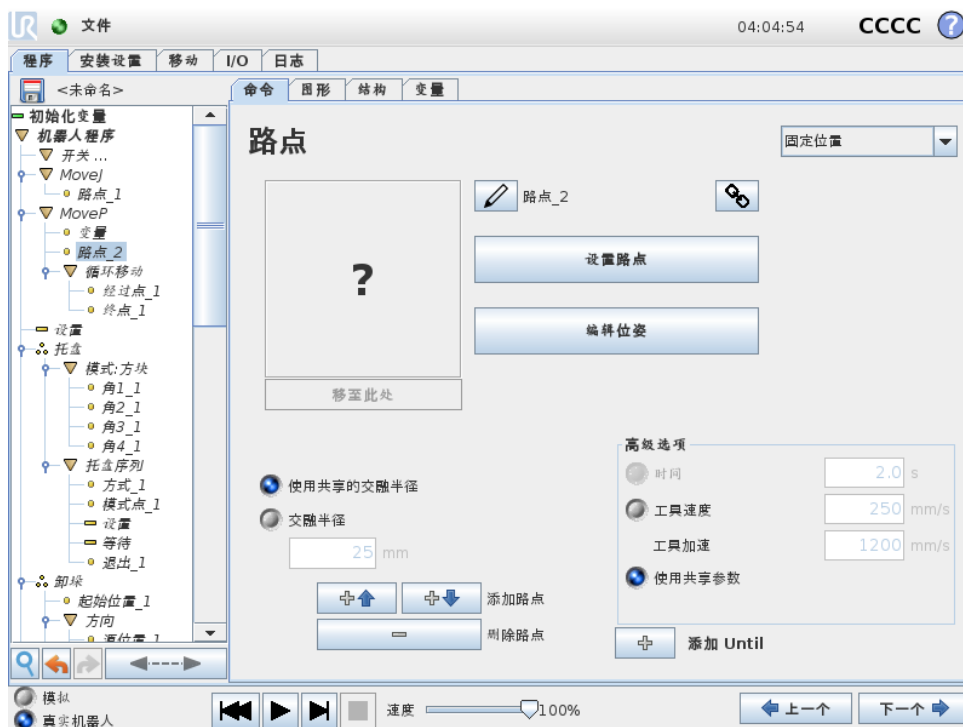 UR 文件 04:04:54 CCCC ?
程序 安装设置 移动 I/O 日志
<未命名>
命令 图形 结构 变量
初始化变量
机器人程序
开关 ...
MoveJ
路点_1
MoveP
变量
路点_2
循环移动
经过点_1
终点_1
设置
托盘
模式:方块
角1_1
角2_1
角3_1
角4_1
托盘序列
方式_1
模式点_1
设置
等待
退出_1
卸垛
起始位置_1
方向
源位置_1
路点
固定位置
?
路点_2
设置路点
编辑位姿
移至此处
使用共享的交融半径
交融半径
25 mm
添加路点
删除路点
高级选项
时间 2.0 s
工具速度 250 mm/s
工具加速 1200 mm/s
使用共享参数
添加 Until
模拟
真实机器人
速度 100%
上一个 下一个